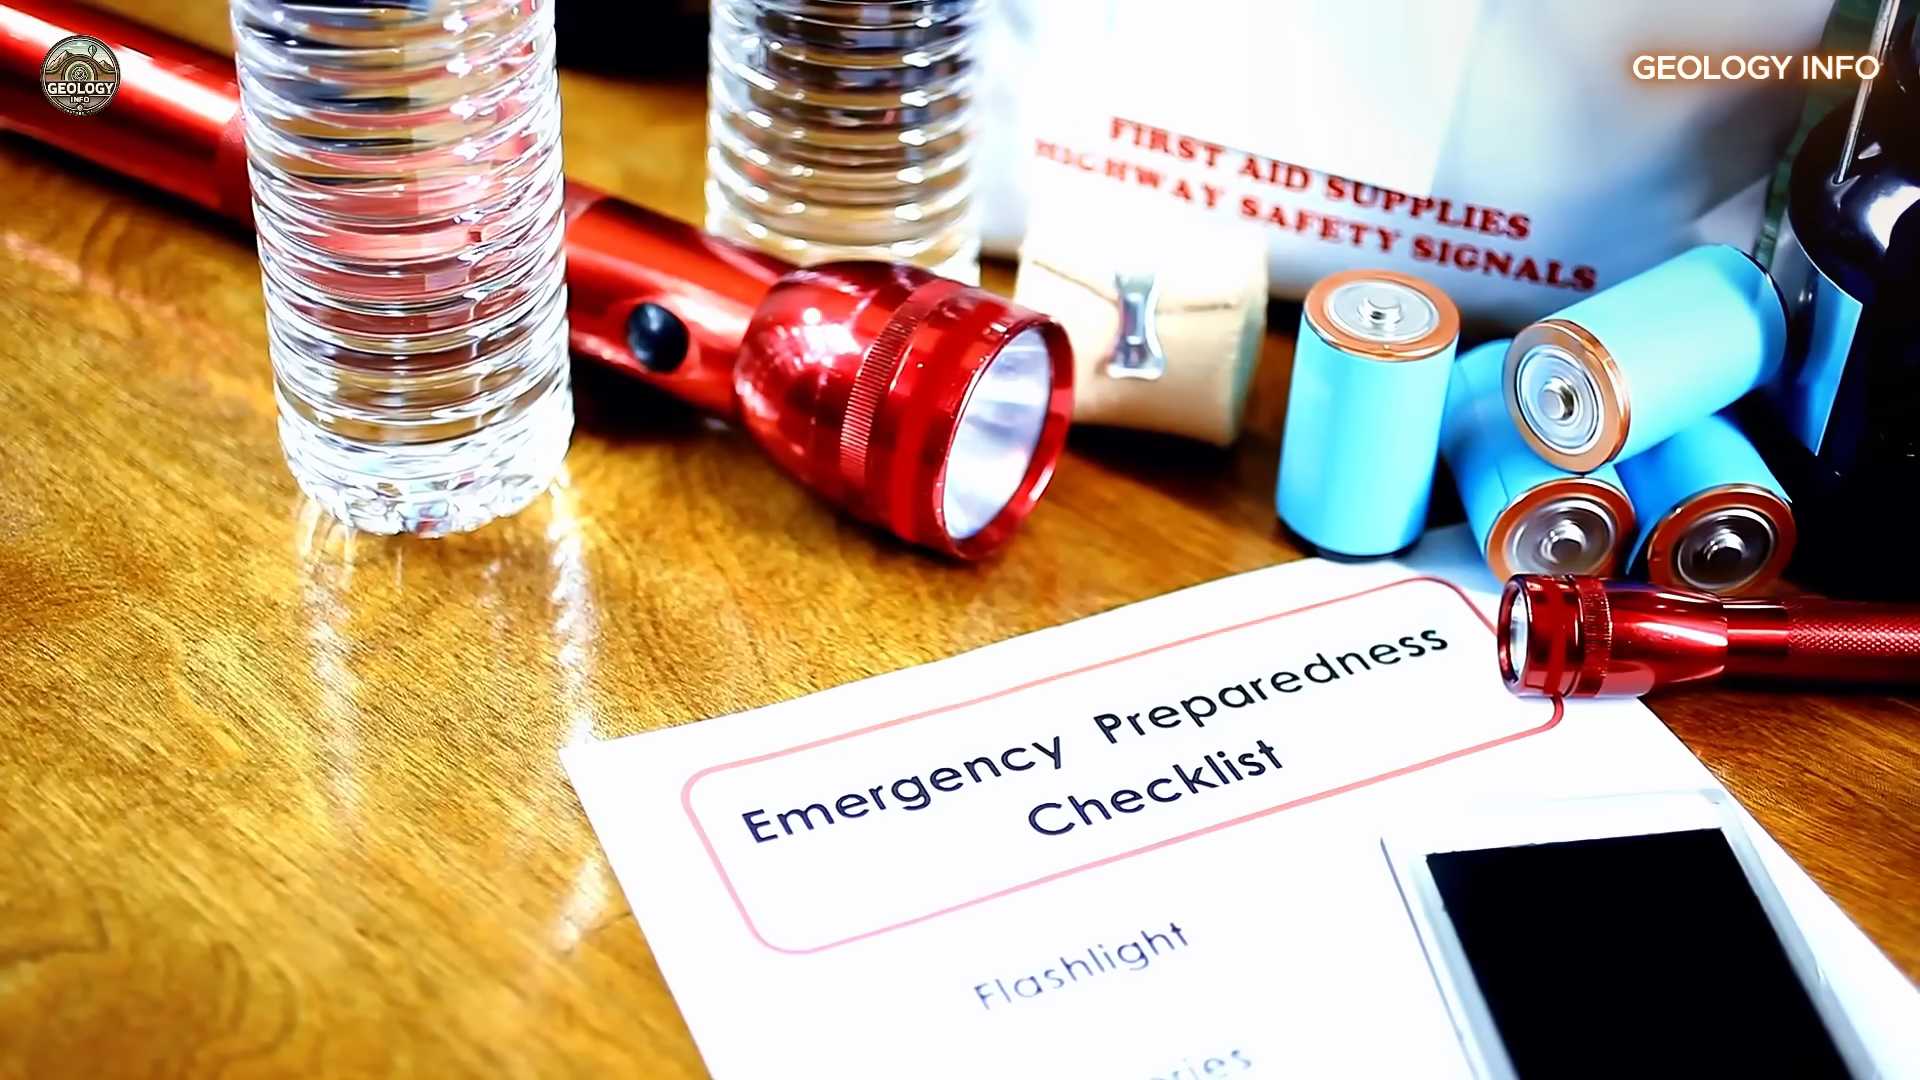 GEOLOGY
INFO
GEOLOGY INFO
FIRST AID SUPPLIES
HIGHWAY SAFETY SIGNALS
Emergency Preparedness
Checklist
Flashlight